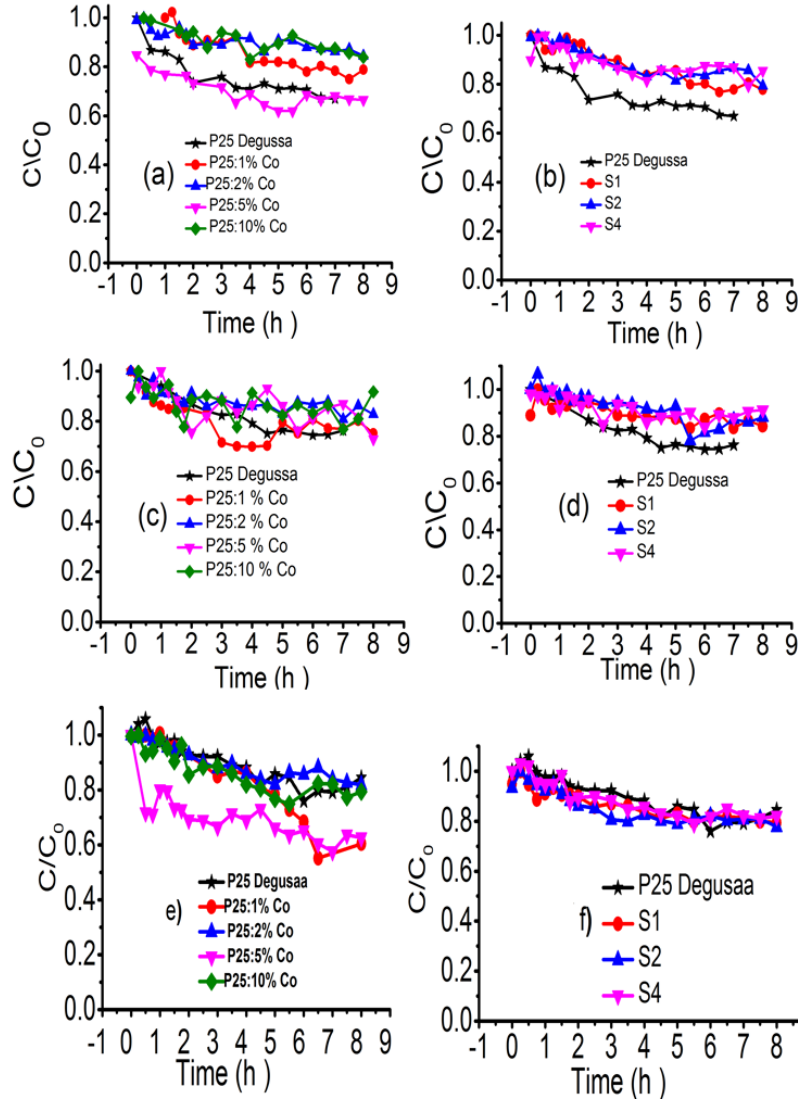 C\C0
1.0
0.8
0.6
0.4
0.2
0.0
(a)
P25 Degussa
P25:1% Co
P25:2% Co
P25:5% Co
P25:10% Co
-1 0 1 2 3 4 5 6 7 8 9
Time (h )
C\C0
1.0
0.8
0.6
0.4
0.2
0.0
(b)
P25 Degussa
S1
S2
S4
-1 0 1 2 3 4 5 6 7 8 9
Time (h )
C\C0
1.0
0.8
0.6
0.4
0.2
0.0
(c)
P25 Degussa
P25:1 % Co
P25:2 % Co
P25:5 % Co
P25:10 % Co
-1 0 1 2 3 4 5 6 7 8 9
Time (h )
C\C0
1.0
0.8
0.6
0.4
0.2
0.0
(d)
P25 Degussa
S1
S2
S4
-1 0 1 2 3 4 5 6 7 8 9
Time (h )
C/C0
1.0
0.8
0.6
0.4
0.2
0.0
e)
P25 Degusaa
P25:1% Co
P25:2% Co
P25:5% Co
P25:10% Co
-1 0 1 2 3 4 5 6 7 8 9
Time (h )
C/C0
1.0
0.8
0.6
0.4
0.2
0.0
f)
P25 Degusaa
S1
S2
S4
-1 0 1 2 3 4 5 6 7 8
Time (h )